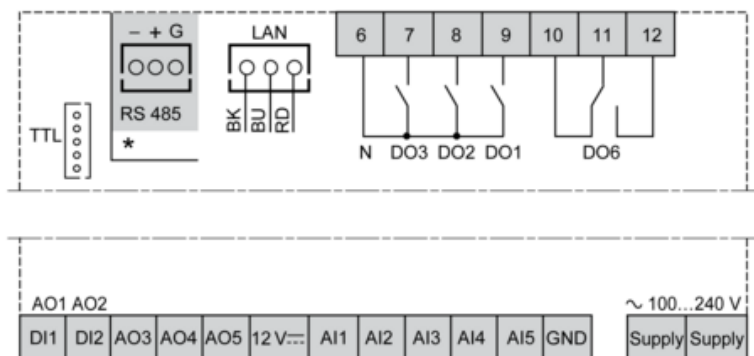 – + G LAN 6 7 8 9 10 11 12
RS 485
BK BU RD
TTL
*
N DO3 DO2 DO1 DO6
AO1 AO2 ~ 100...240 V
DI1 DI2 AO3 AO4 AO5 12 V⎓ AI1 AI2 AI3 AI4 AI5 GND Supply Supply